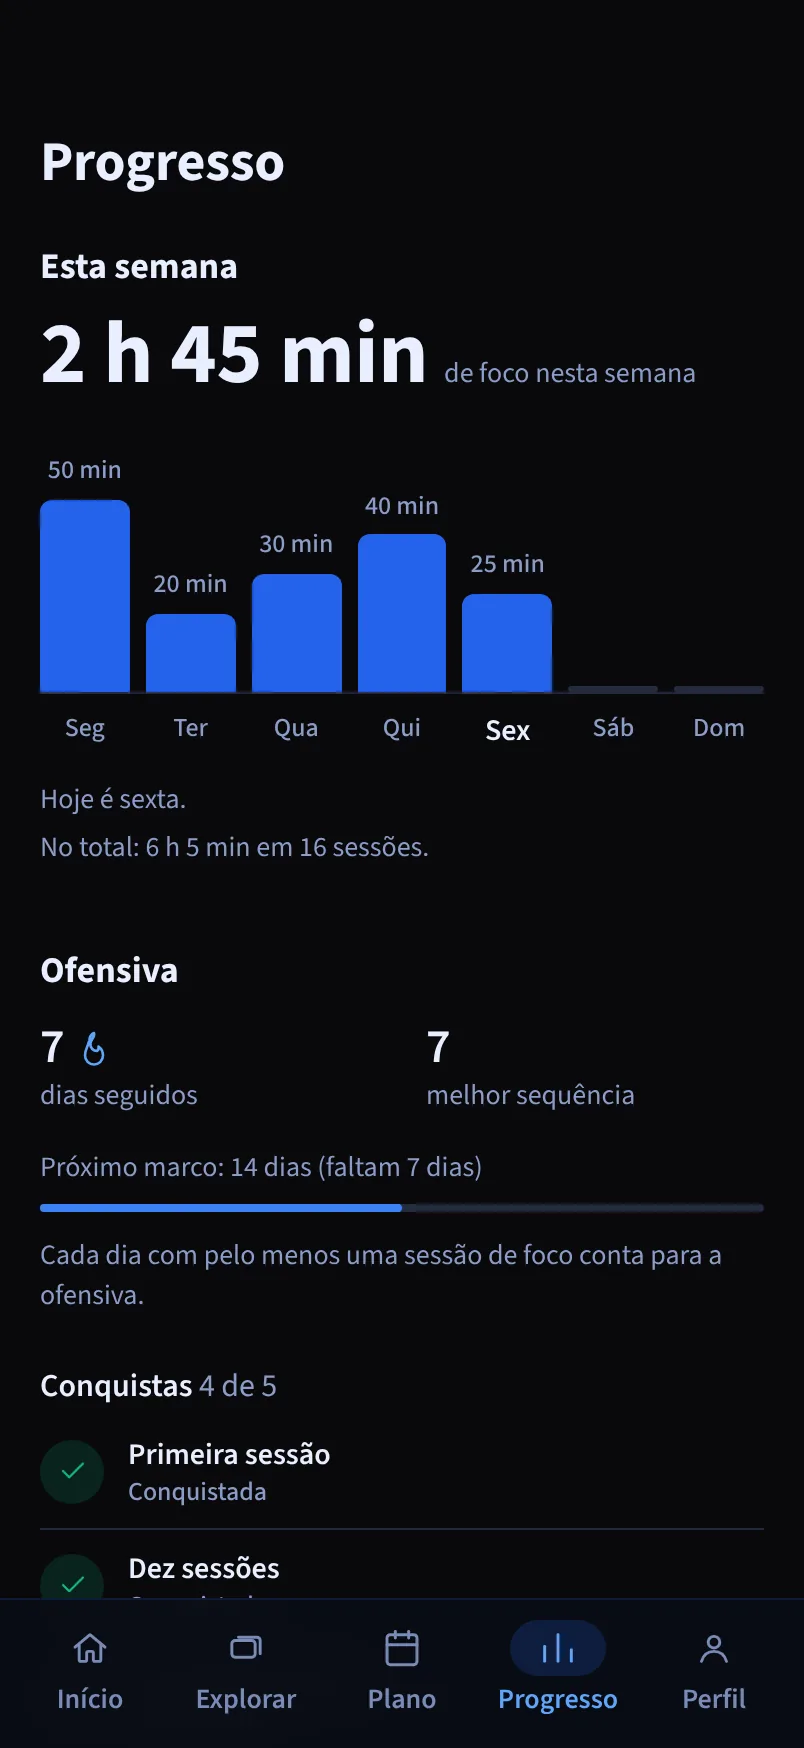 Progresso
Esta semana
2 h 45 min de foco nesta semana
50 min
20 min
30 min
40 min
25 min
Seg
Ter
Qua
Qui
Sex
Sáb
Dom
Hoje é sexta.
No total: 6 h 5 min em 16 sessões.
Ofensiva
7
dias seguidos
7
melhor sequência
Próximo marco: 14 dias (faltam 7 dias)
Cada dia com pelo menos uma sessão de foco conta para a
ofensiva.
Conquistas 4 de 5
Primeira sessão
Conquistada
Dez sessões
Início
Explorar
Plano
Progresso
Perfil